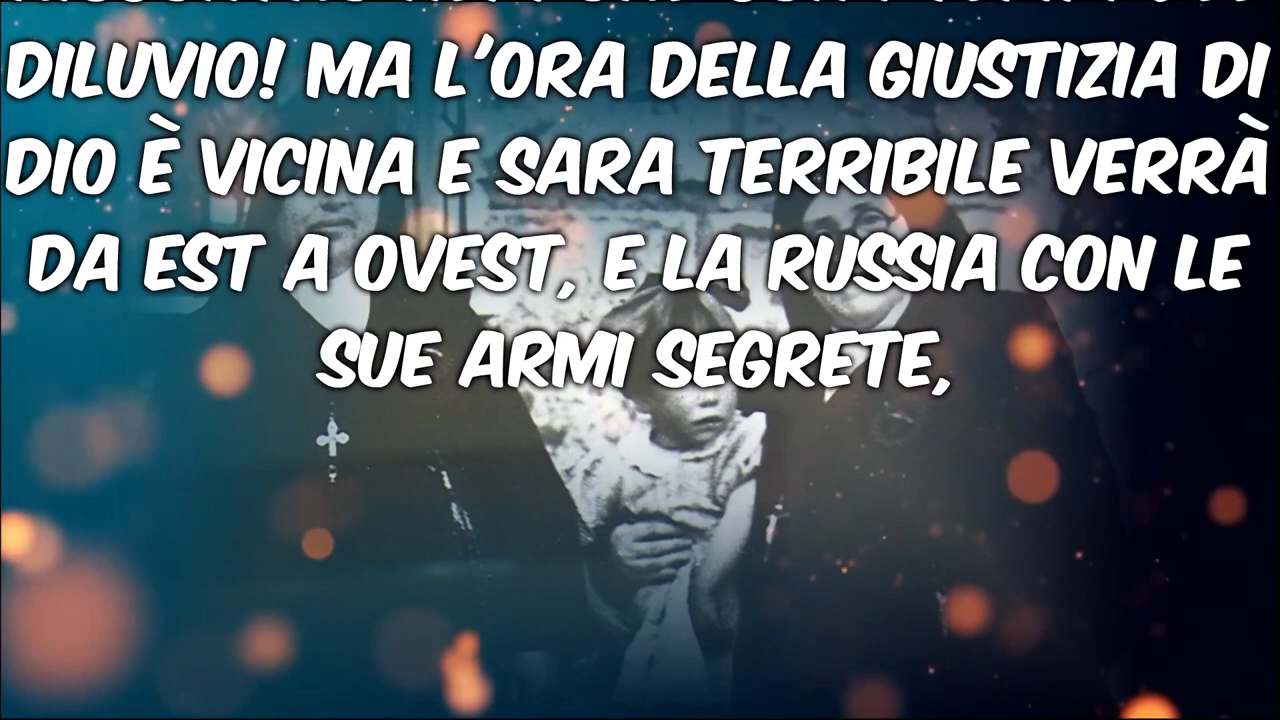 DILUVIO! MA L'ORA DELLA GIUSTIZIA DI
DIO È VICINA E SARA TERRIBILE VERRÀ
DA EST A OVEST, E LA RUSSIA CON LE
SUE ARMI SEGRETE,